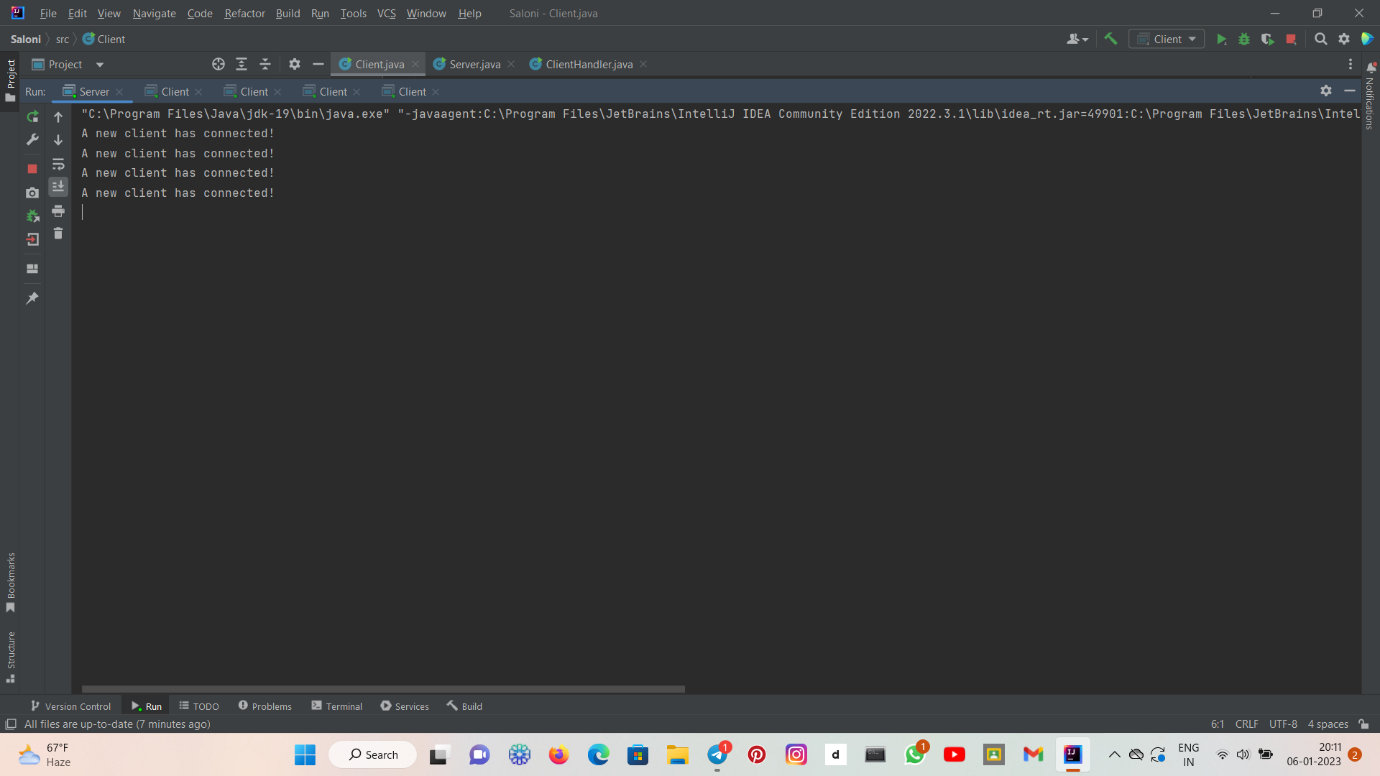 File Edit View Navigate Code Refactor Build Run Tools VCS Window Help Saloni - Client.java
Saloni src Client Client
Project Client.java Server.java ClientHandler.java
Project
Notifications
Run: Server Client Client Client Client
"C:\Program Files\Java\jdk-19\bin\java.exe" "-javaagent:C:\Program Files\JetBrains\IntelliJ IDEA Community Edition 2022.3.1\lib\idea_rt.jar=49901:C:\Program Files\JetBrains\Intel
A new client has connected!
A new client has connected!
A new client has connected!
A new client has connected!
Bookmarks
Structure
Version Control Run TODO Problems Terminal Services Build
All files are up-to-date (7 minutes ago) 6:1 CRLF UTF-8 4 spaces
67°F
Haze
Search
1
d
1
ENG
IN
20:11
06-01-2023
2